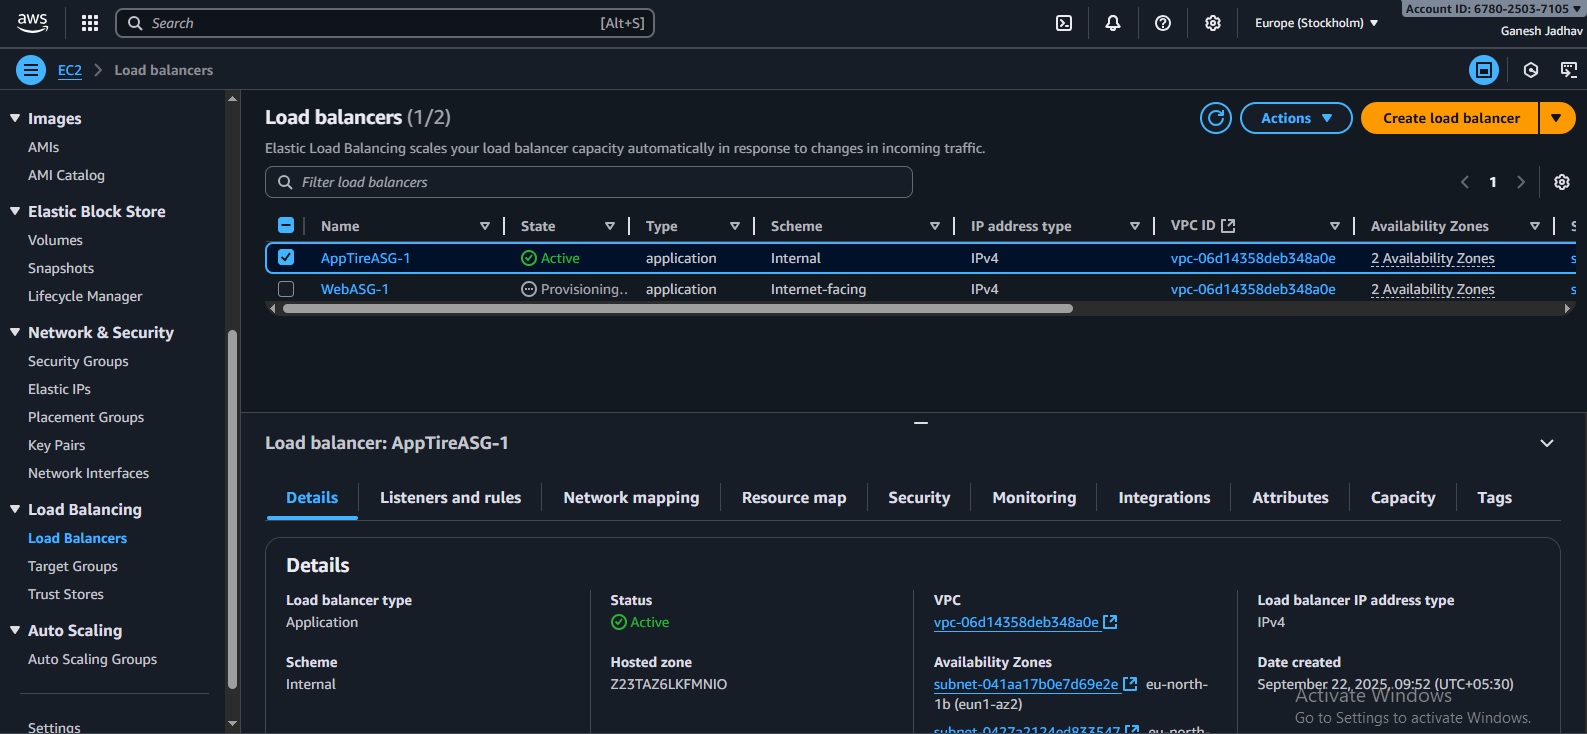 aws
Search [Alt+S]
Europe (Stockholm)
Account ID: 6780-2503-7105
Ganesh Jadhav
EC2 Load balancers
Images
AMIs
AMI Catalog
Elastic Block Store
Volumes
Snapshots
Lifecycle Manager
Network & Security
Security Groups
Elastic IPs
Placement Groups
Key Pairs
Network Interfaces
Load Balancing
Load Balancers
Target Groups
Trust Stores
Auto Scaling
Auto Scaling Groups
Settings
Load balancers (1/2)
Actions
Create load balancer
Elastic Load Balancing scales your load balancer capacity automatically in response to changes in incoming traffic.
Filter load balancers
1
Name State Type Scheme IP address type VPC ID Availability Zones S
AppTireASG-1 Active application Internal IPv4 vpc-06d14358deb348a0e 2 Availability Zones s
WebASG-1 Provisioning... application Internet-facing IPv4 vpc-06d14358deb348a0e 2 Availability Zones s
Load balancer: AppTireASG-1
Details Listeners and rules Network mapping Resource map Security Monitoring Integrations Attributes Capacity Tags
Details
Load balancer type
Application
Scheme
Internal
Status
Active
Hosted zone
Z23TAZ6LKFMNIO
VPC
vpc-06d14358deb348a0e
Availability Zones
subnet-041aa17b0e7d69e2e eu-north-
1b (eun1-az2)
subnet-0427a2124ed833547 eu-north-
Load balancer IP address type
IPv4
Date created
September 22, 2025, 09:52 (UTC+05:30)
Activate Windows
Go to Settings to activate Windows.